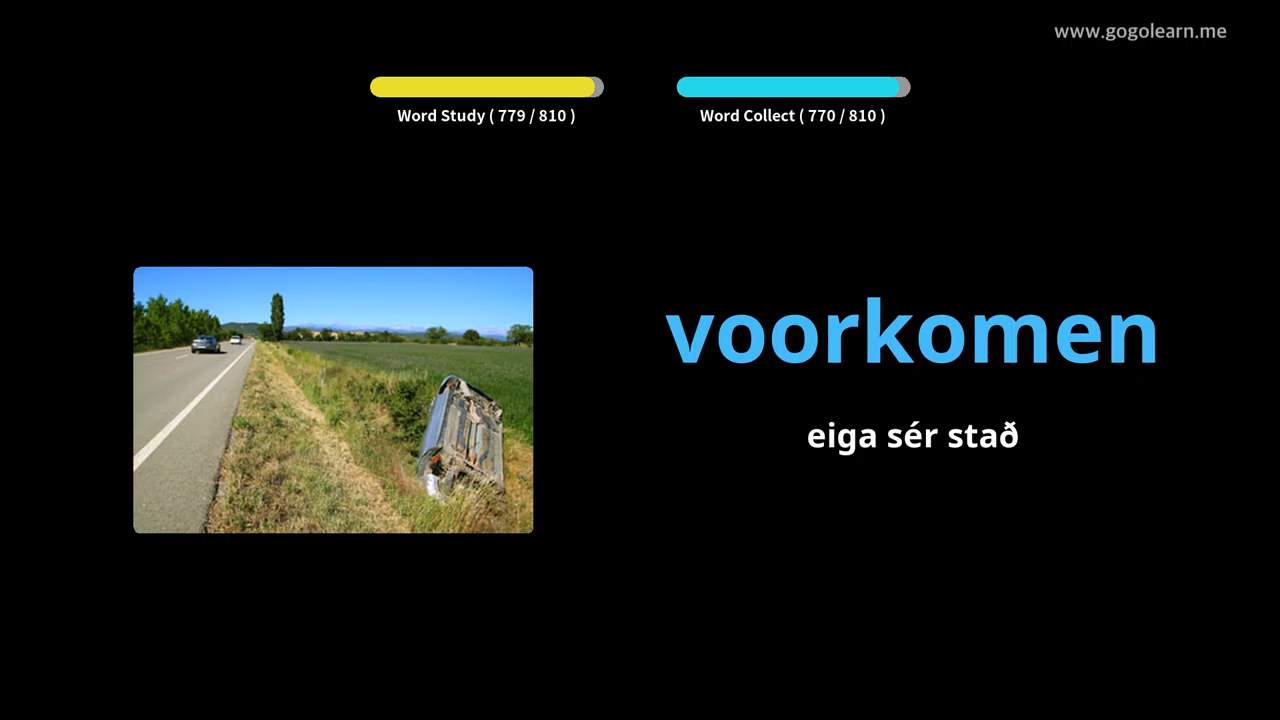 www.gogolearn.me
Word Study ( 779 / 810 )
Word Collect ( 770 / 810 )
voorkomen
eiga sér stað